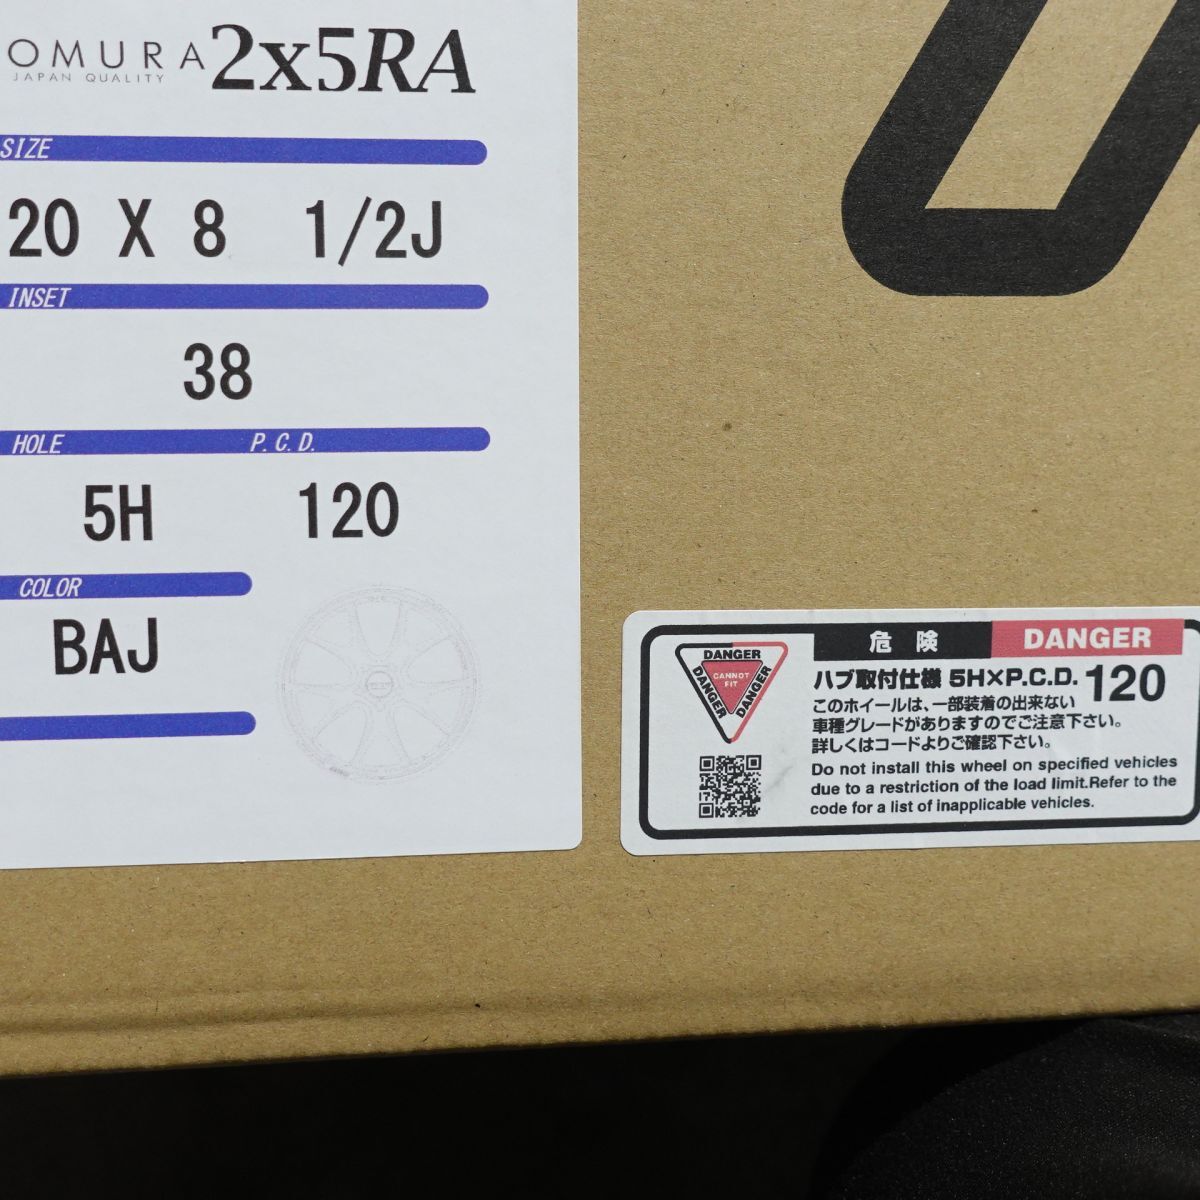 OMURA 2x5RA
JAPAN QUALITY
SIZE
20 X 8 1/2J
INSET
38
HOLE P.C.D.
5H 120
COLOR
BAJ
危険 DANGER
DANGER
DANGER
DANGER
CANNOT
FIT
ハブ取付仕様 5H×P.C.D. 120
このホイールは、一部装着の出来ない
車種グレードがありますのでご注意下さい。
詳しくはコードよりご確認下さい。
Do not install this wheel on specified vehicles
due to a restriction of the load limit.Refer to the
code for a list of inapplicable vehicles.